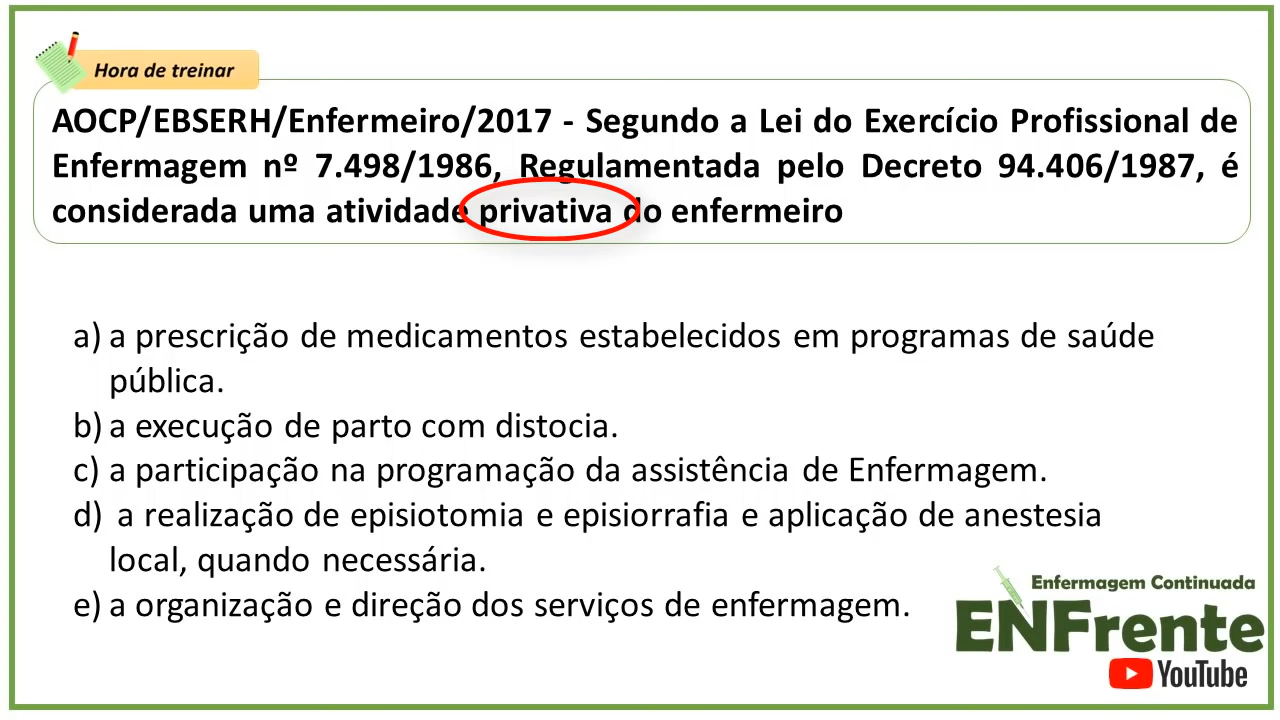 Hora de treinar
AOCP/EBSERH/Enfermeiro/2017 - Segundo a Lei do Exercício Profissional de
Enfermagem nº 7.498/1986, Regulamentada pelo Decreto 94.406/1987, é
considerada uma atividade privativa do enfermeiro
a) a prescrição de medicamentos estabelecidos em programas de saúde
pública.
b) a execução de parto com distocia.
c) a participação na programação da assistência de Enfermagem.
d) a realização de episiotomia e episiorrafia e aplicação de anestesia
local, quando necessária.
e) a organização e direção dos serviços de enfermagem.
Enfermagem Continuada
ENFrente
YouTube